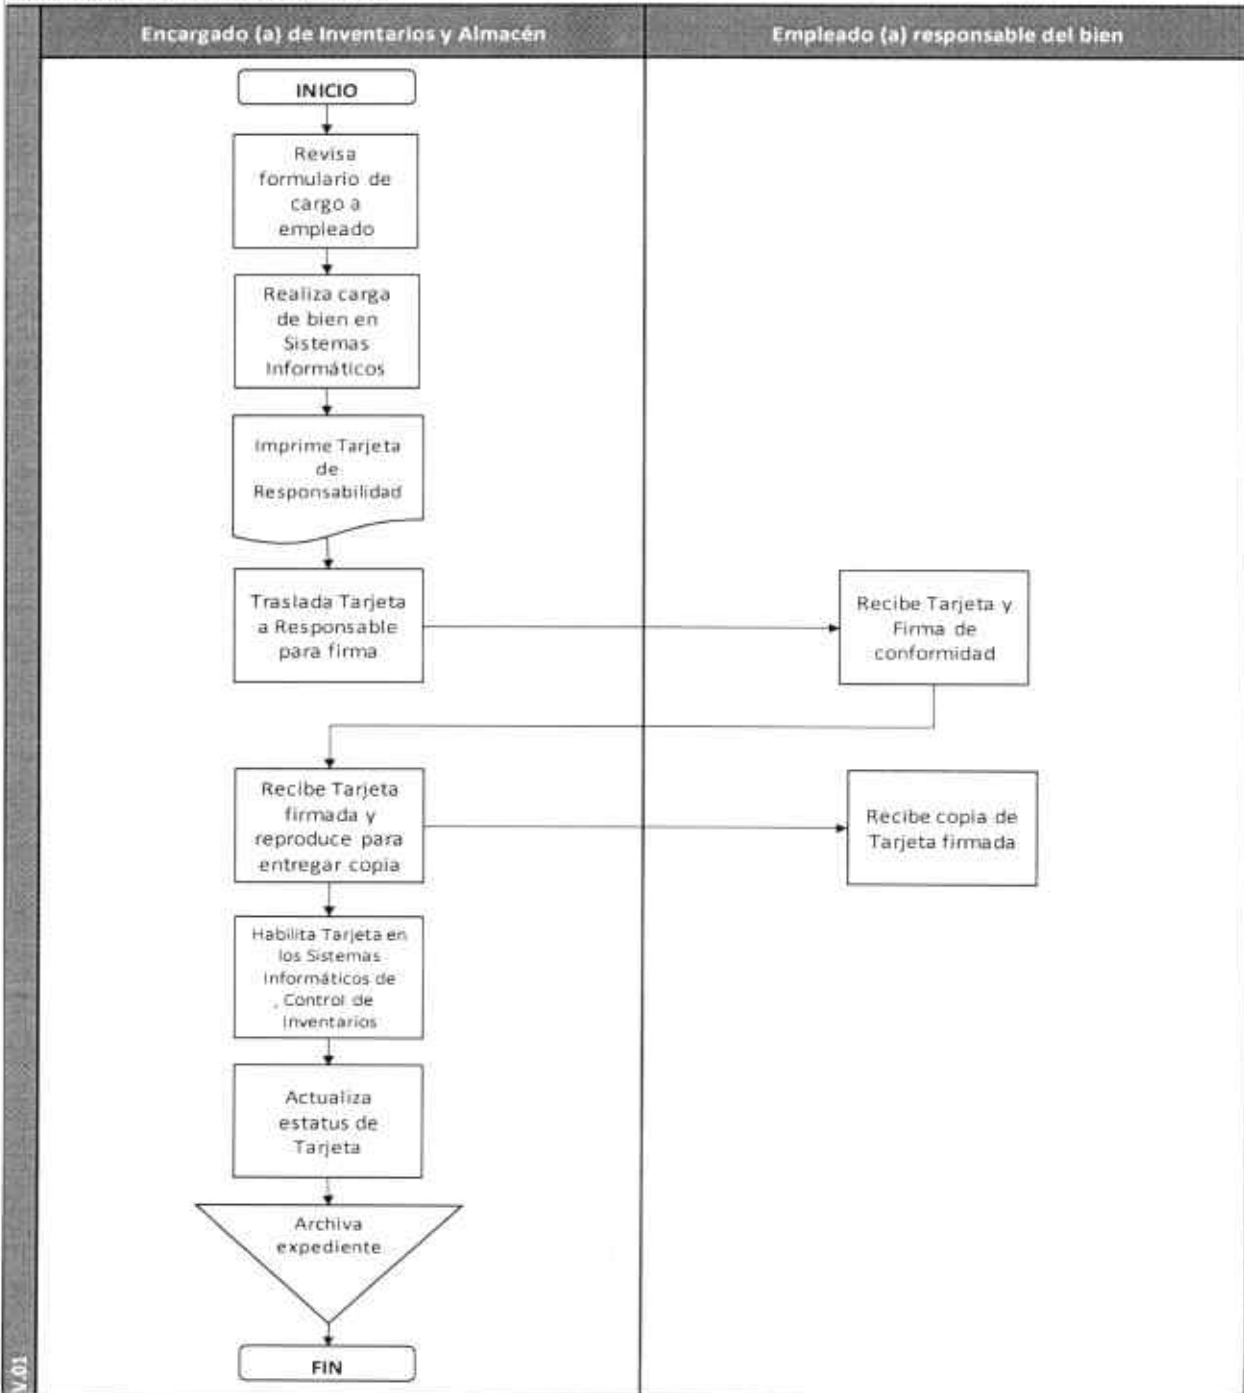 Encargado (a) de Inventarios y Almacén
Empleado (a) responsable del bien
INICIO
Revisa
formulario de
cargo a
empleado
Realiza carga
de bien en
Sistemas
Informáticos
Imprime Tarjeta
de
Responsabilidad
Traslada Tarjeta
a Responsable
para firma
Recibe Tarjeta y
Firma de
conformidad
Recibe Tarjeta
firmada y
reproduce para
entregar copia
Recibe copia de
Tarjeta firmada
Habilita Tarjeta en
los Sistemas
Informáticos de
Control de
Inventarios
Actualiza
estatus de
Tarjeta
Archiva
expediente
FIN
V.01